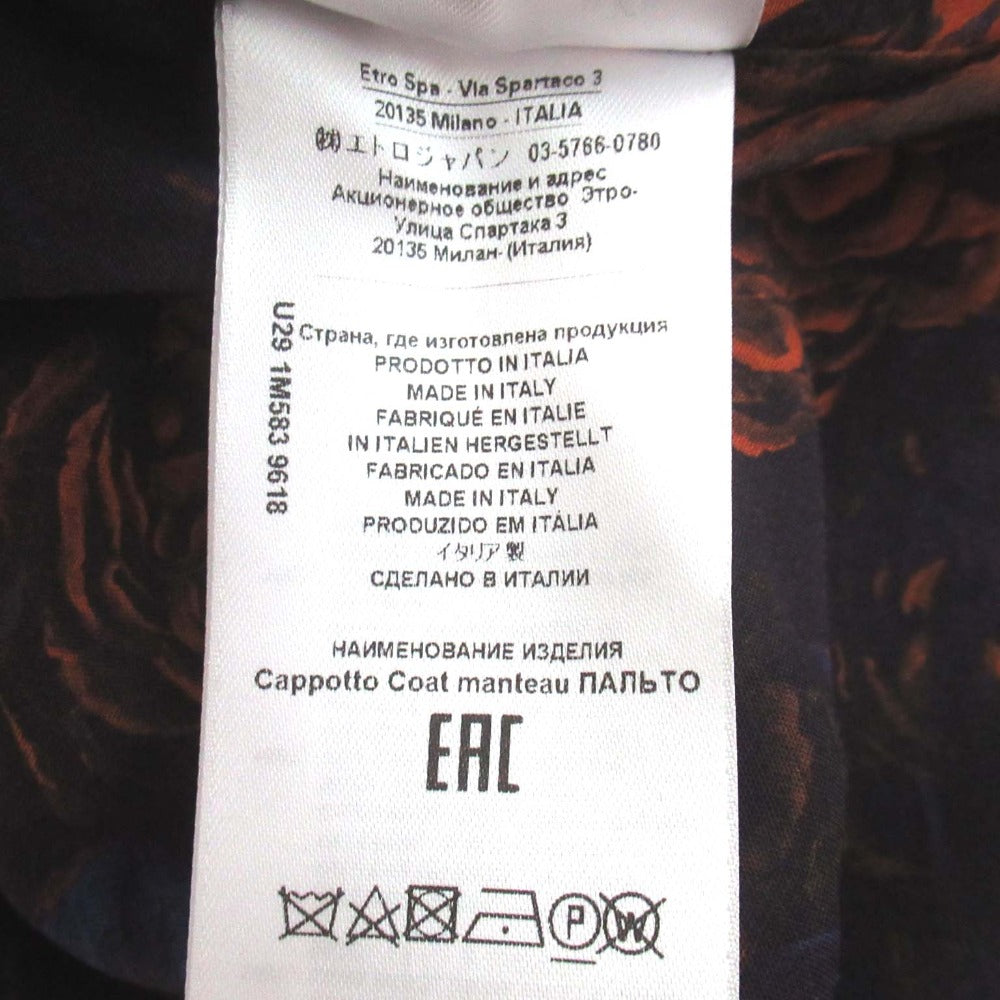 Etro Spa - Via Spartaco 3
20135 Milano - ITALIA
㈱エトロジャパン 03-5766-0780
Наименование и адрес
Акционерное общество Этро-
Улица Спартака 3
20135 Милан- (Италия)
U29 1M583 9618
Страна, где изготовлена продукция
PRODOTTO IN ITALIA
MADE IN ITALY
FABRIQUÉ EN ITALIE
IN ITALIEN HERGESTELLT
FABRICADO EN ITALIA
MADE IN ITALY
PRODUZIDO EM ITÁLIA
イタリア製
СДЕЛАНО В ИТАЛИИ
НАИМЕНОВАНИЕ ИЗДЕЛИЯ
Cappotto Coat manteau ПАЛЬТО
EAC
P W